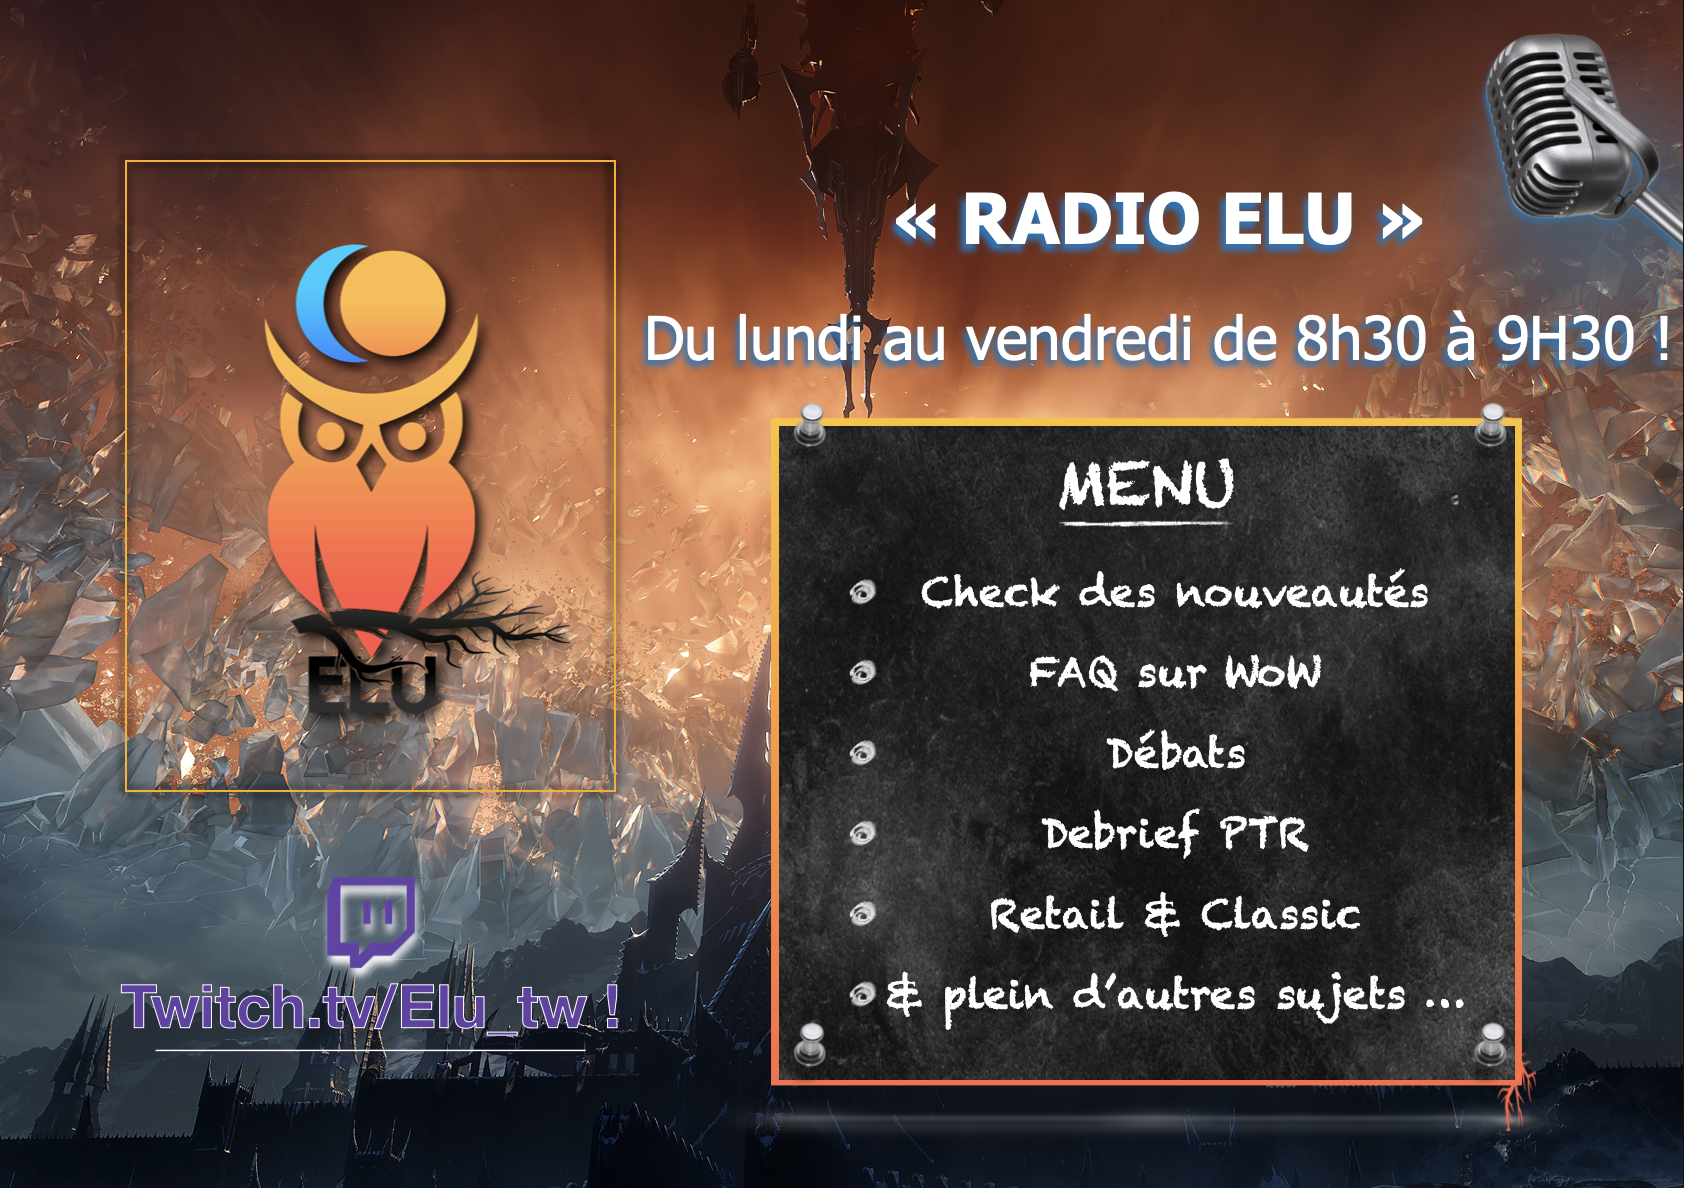 « RADIO ELU »
Du lundi au vendredi de 8h30 à 9H30 !
ELU
Twitch.tv/Elu_tw !
MENU
Check des nouveautés
FAQ sur WoW
Débats
Debrief PTR
Retail & Classic
& plein d’autres sujets ...